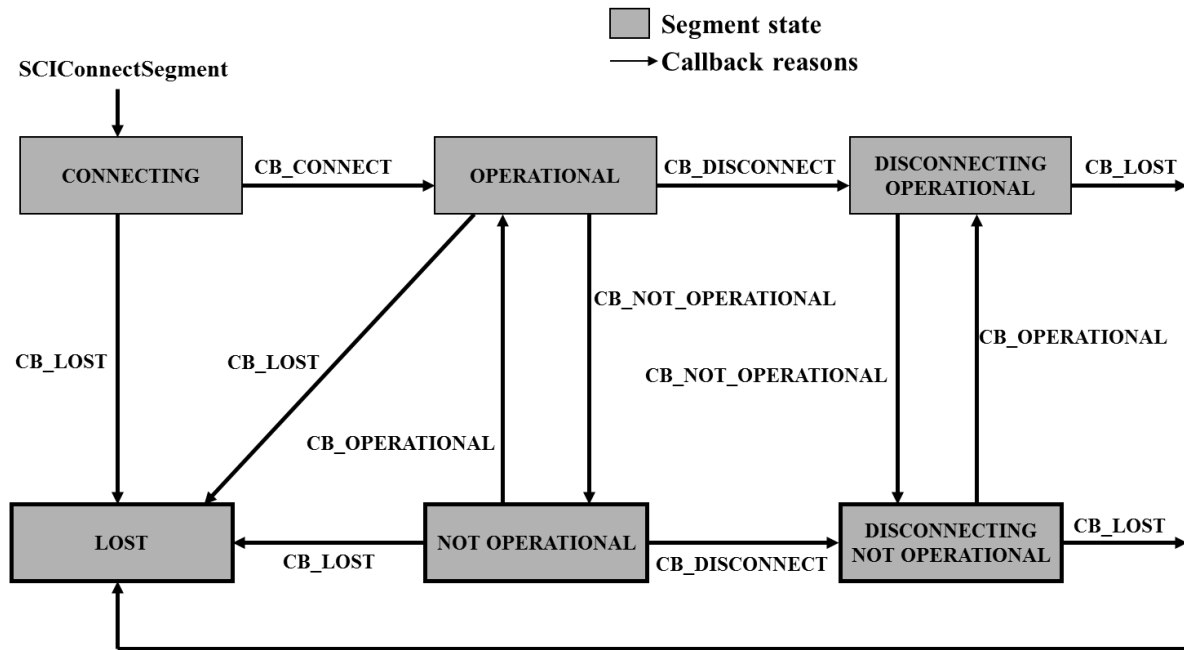 Segment state
Callback reasons
SCIConnectSegment
CONNECTING
CB_CONNECT
OPERATIONAL
CB_DISCONNECT
DISCONNECTING
OPERATIONAL
CB_LOST
CB_NOT_OPERATIONAL
CB_OPERATIONAL
CB_LOST
CB_LOST
CB_NOT_OPERATIONAL
CB_OPERATIONAL
LOST
CB_LOST
NOT OPERATIONAL
CB_DISCONNECT
DISCONNECTING
NOT OPERATIONAL
CB_LOST